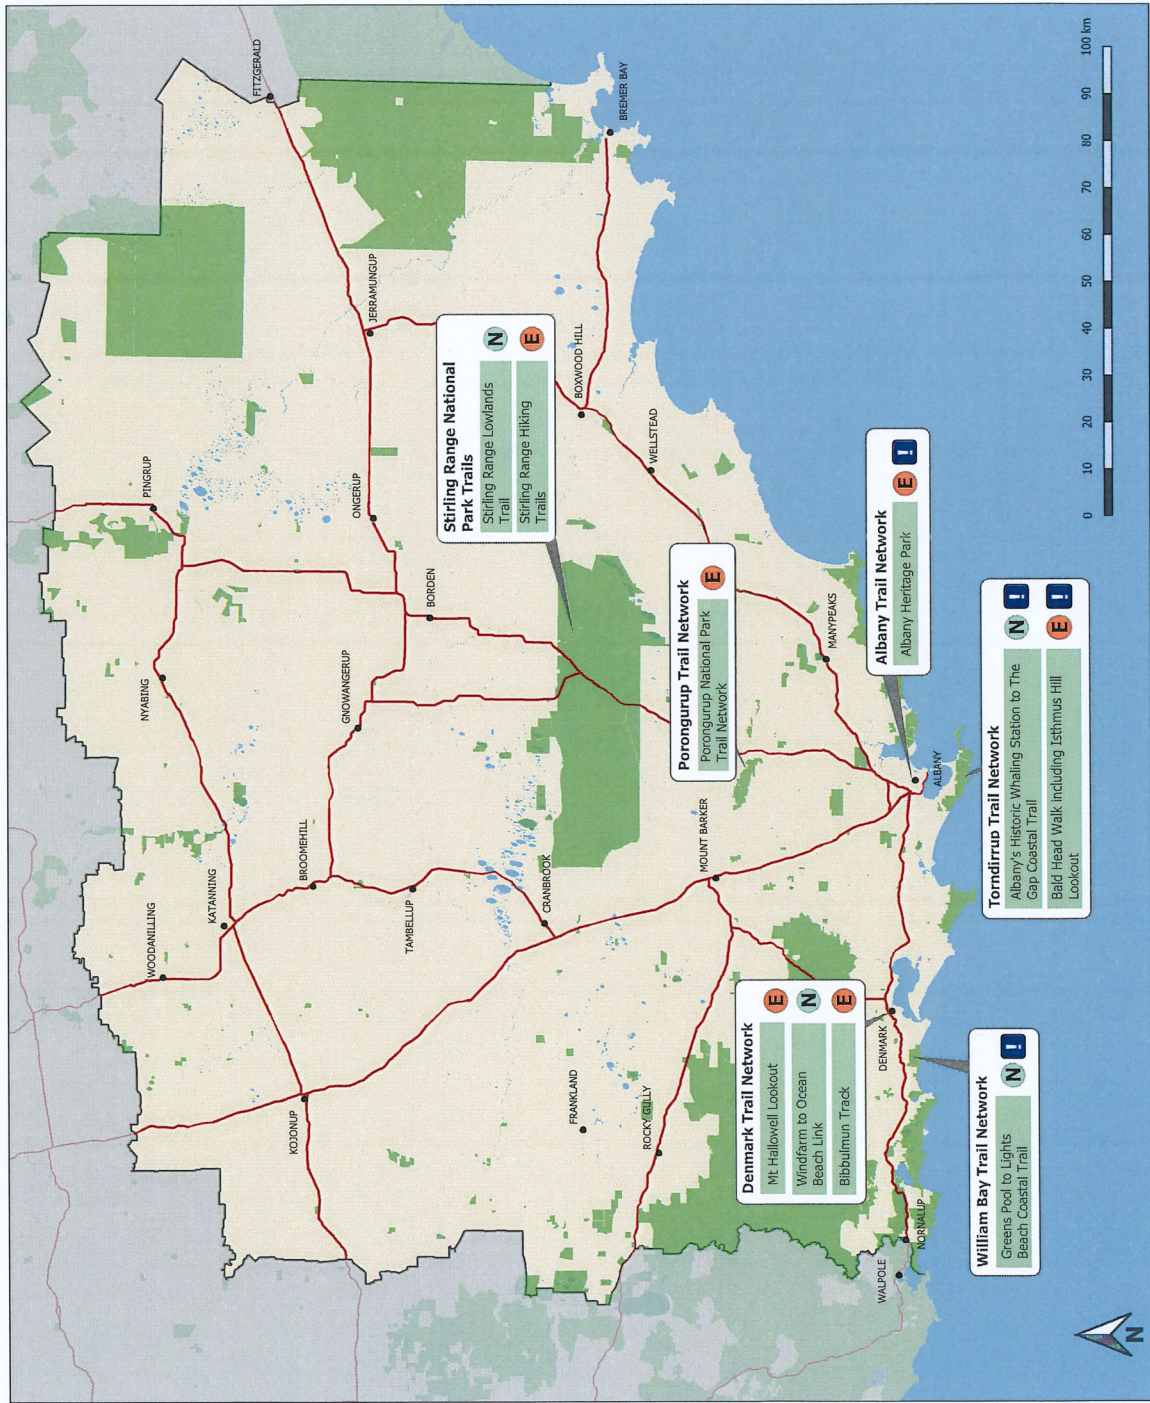 FITZGERALD
PINGRUP
NYABING
WOODANILLING
KATANNING
BROOMEHILL
KOJONUP
TAMBELLUP
GNOWANGERUP
ONGERUP
JERRAMUNGUP
BORDEN
CRANBROOK
FRANKLAND
ROCKY GULLY
MOUNT BARKER
BOXWOOD HILL
BREMER BAY
WELLSTEAD
MANYPEAKS
ALBANY
DENMARK
NORNALUP
WALPOLE
Stirling Range National
Park Trails
Stirling Range Lowlands
Trail
N
Stirling Range Hiking
Trails
E
Porongurup Trail Network
Porongurup National Park
Trail Network
E
Albany Trail Network
Albany Heritage Park
E
!
Denmark Trail Network
Mt Hallowell Lookout
E
Windfarm to Ocean
Beach Link
N
Bibbulmun Track
E
William Bay Trail Network
Greens Pool to Lights
Beach Coastal Trail
N
!
Torndirrup Trail Network
Albany's Historic Whaling Station to The
Gap Coastal Trail
N
!
Bald Head Walk including Isthmus Hill
Lookout
E
!
N
0 10 20 30 40 50 60 70 80 90 100 km